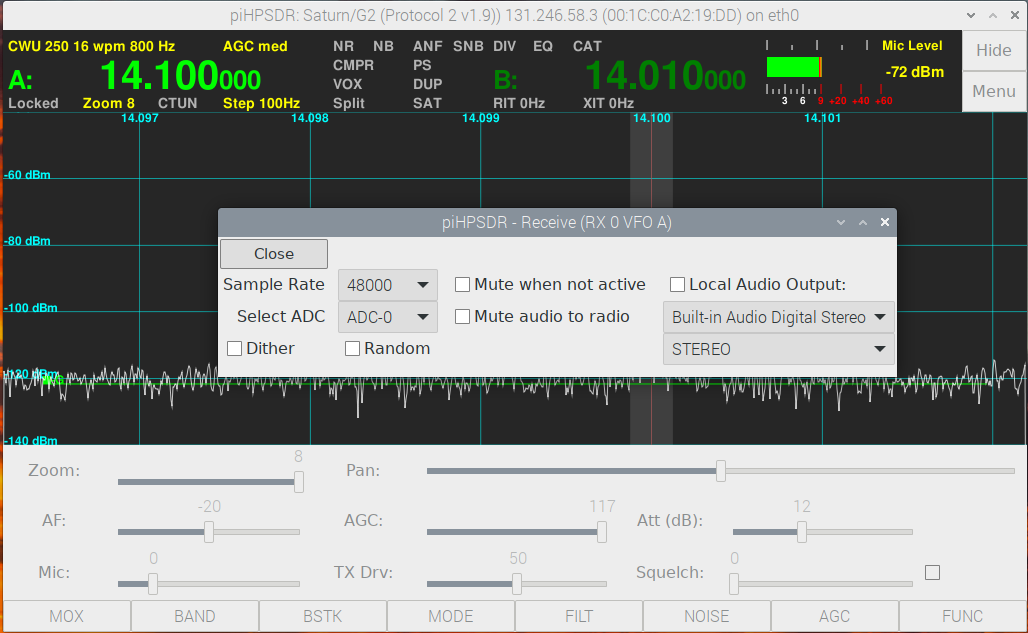 piHPSDR: Saturn/G2 (Protocol 2 v1.9)) 131.246.58.3 (00:1C:C0:A2:19:DD) on eth0
CWU 250 16 wpm 800 Hz AGC med NR NB ANF SNB DIV EQ CAT Mic Level Hide
CMPR PS
A: 14.100000 VOX DUP B: 14.010000 -72 dBm Menu
Locked Zoom 8 CTUN Step 100Hz Split SAT RIT 0Hz XIT 0Hz 3 6 9 +20 +40 +60
14.097 14.098 14.099 14.100 14.101
-60 dBm
piHPSDR - Receive (RX 0 VFO A)
-80 dBm
Close
Sample Rate 48000 Mute when not active Local Audio Output:
-100 dBm
Select ADC ADC-0 Mute audio to radio Built-in Audio Digital Stereo
Dither Random STEREO
-120 dBm
-140 dBm
Zoom: 8 Pan:
AF: -20 AGC: 117 Att (dB): 12
Mic: 0 TX Drv: 50 Squelch: 0
MOX BAND BSTK MODE FILT NOISE AGC FUNC